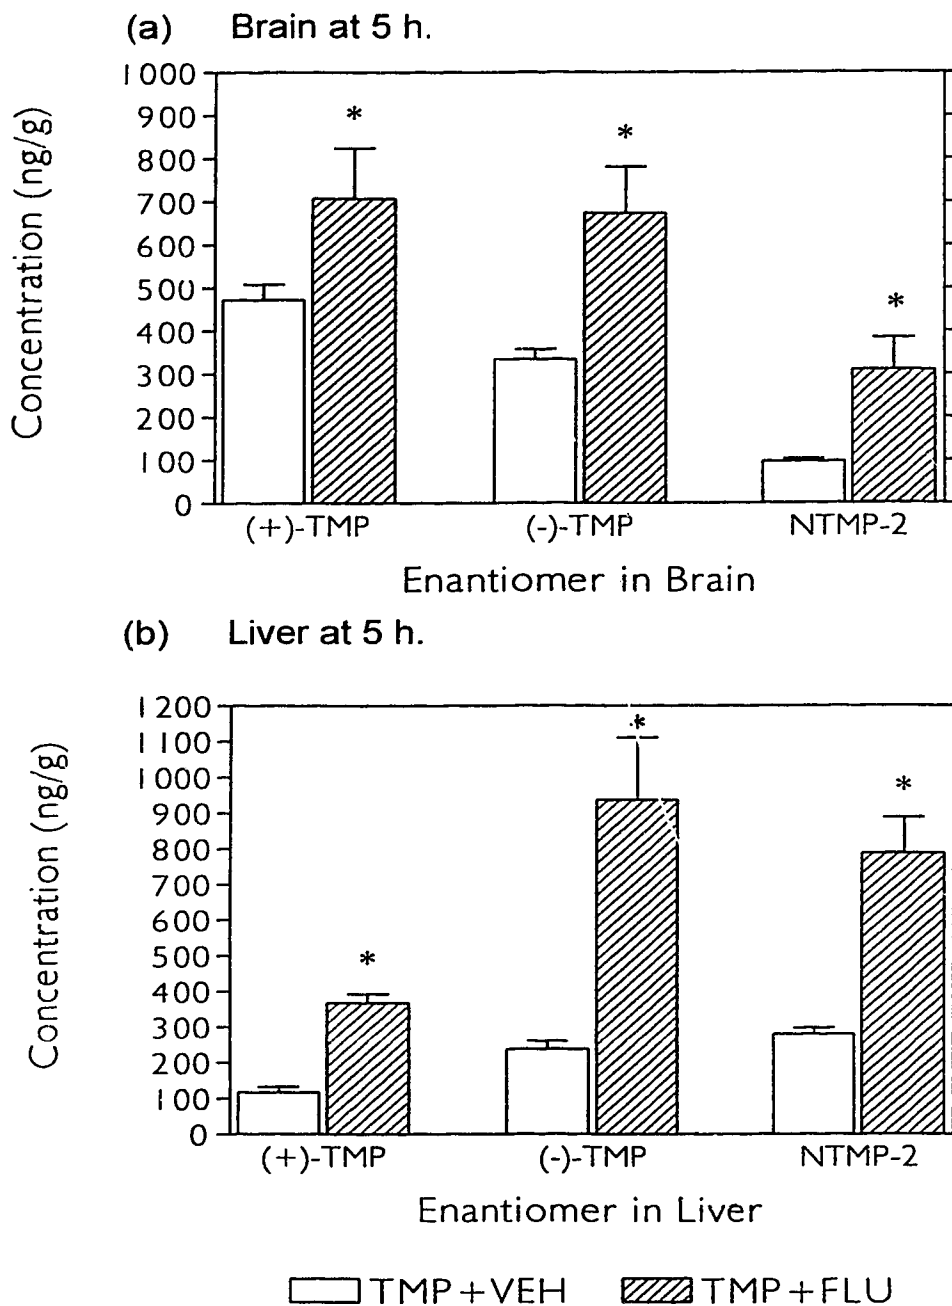 (a) Brain at 5 h.
Concentration (ng/g)
1000
900
800
700
600
500
400
300
200
100
0
* * *
(+)-TMP (-)-TMP NTMP-2
Enantiomer in Brain
(b) Liver at 5 h.
Concentration (ng/g)
1200
1100
1000
900
800
700
600
500
400
300
200
100
0
* * *
(+)-TMP (-)-TMP NTMP-2
Enantiomer in Liver
TMP+VEH TMP+FLU